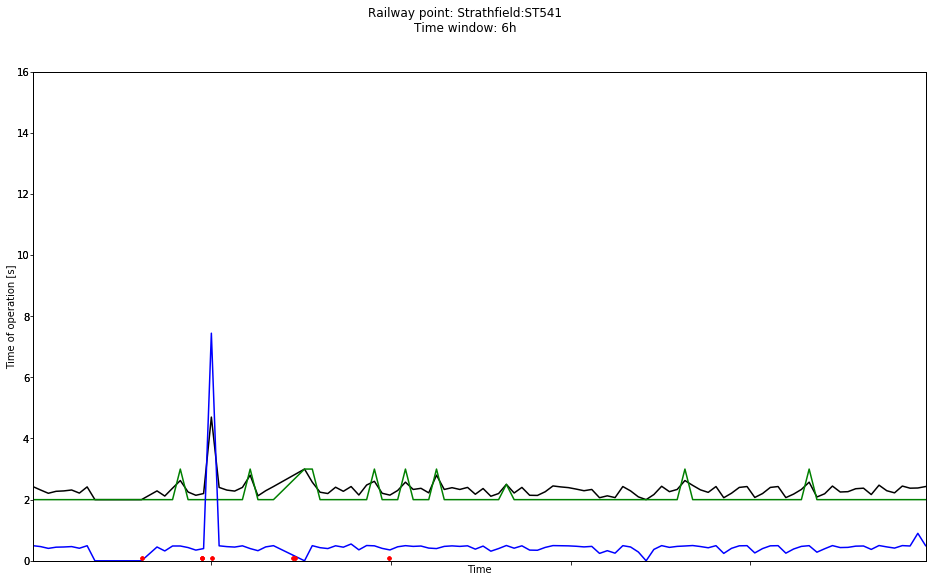 Railway point: Strathfield:ST541
Time window: 6h
16
14
12
10
8
6
4
2
0
Time of operation [s]
Time